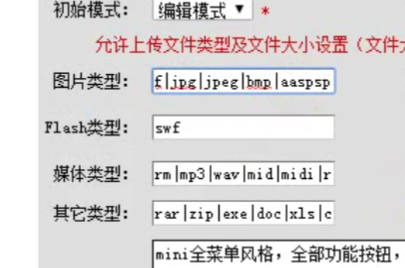 初始模式: 编辑模式 *
允许上传文件类型及文件大小设置（文件大
图片类型: f|jpg|jpeg|bmp|aaspsp
Flash类型: swf
媒体类型: rm|mp3|wav|mid|midi|r
其它类型: rar|zip|exe|doc|xls|c
mini全菜单风格，全部功能按钮，